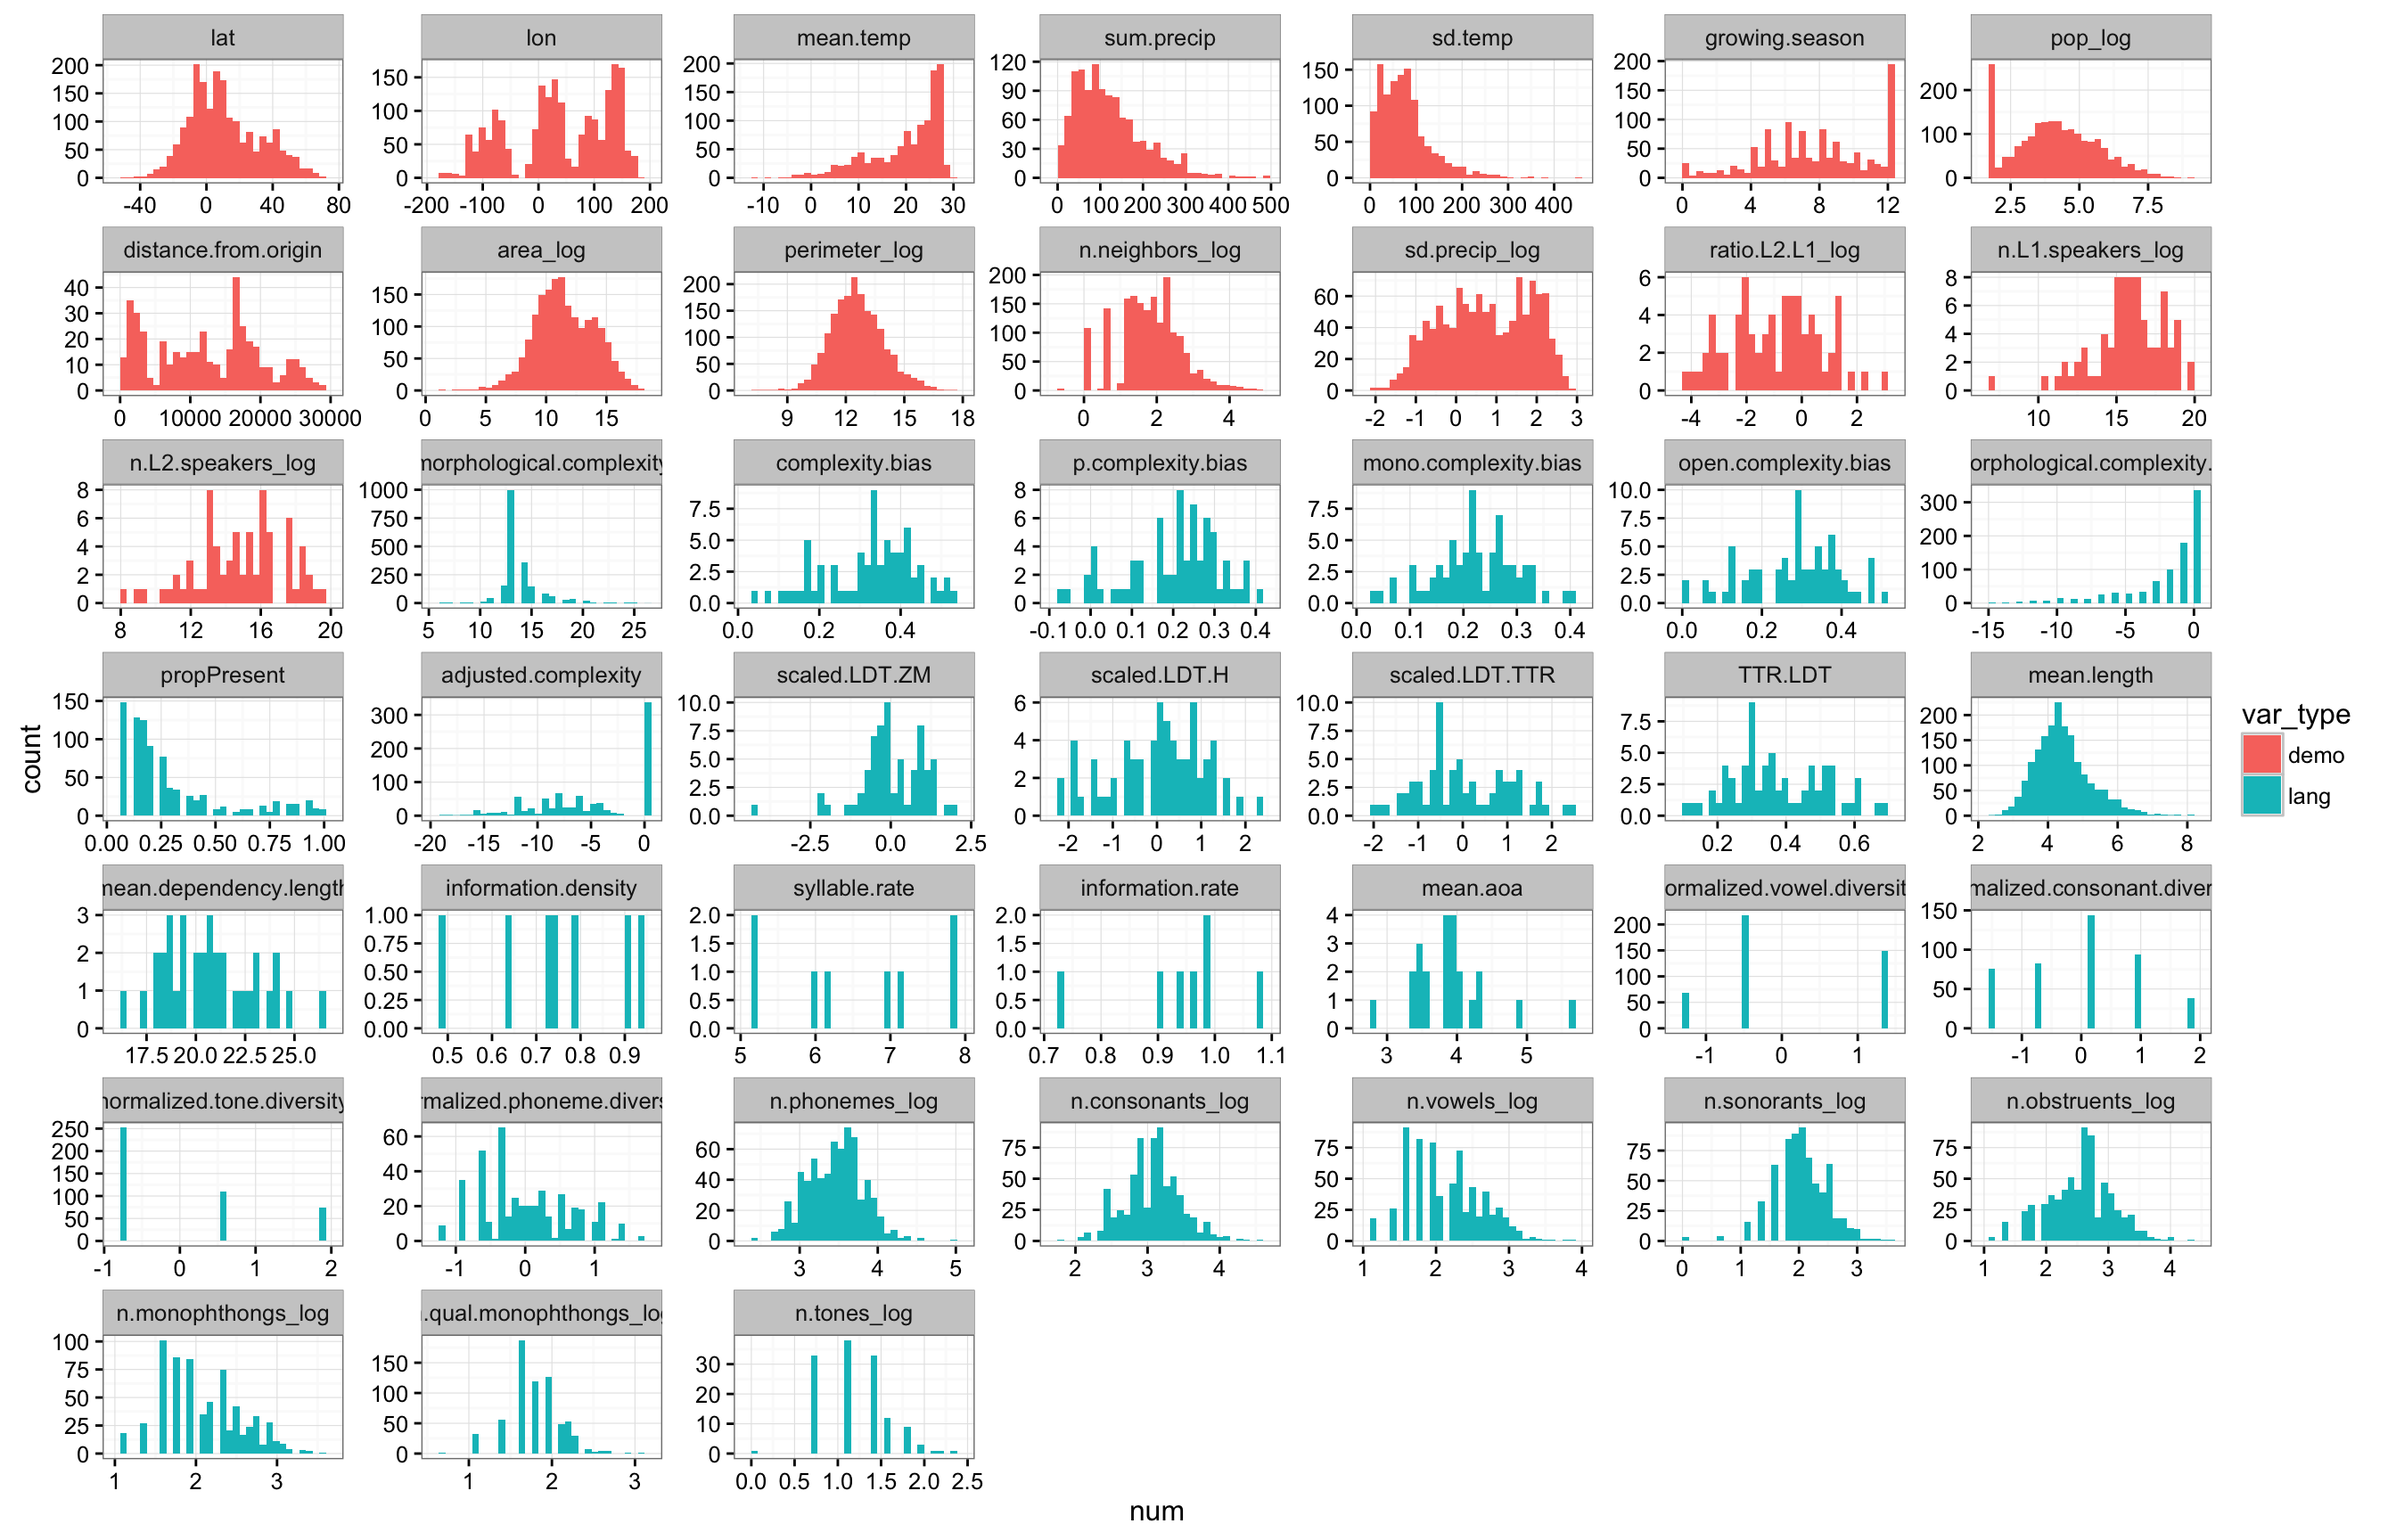 lat lon mean.temp sum.precip sd.temp growing.season pop_log
200 150 100 50 0 150 100 50 0 200 150 100 50 0 120 90 60 30 0 150 100 50 0 200 150 100 50 0 200 100 0
-40 0 40 80 -200 -100 0 100 200 -10 0 10 20 30 0 100 200 300 400 500 0 100 200 300 400 0 4 8 12 2.5 5.0 7.5
distance.from.origin area_log perimeter_log n.neighbors_log sd.precip_log ratio.L2.L1_log n.L1.speakers_log
40 30 20 10 0 150 100 50 0 200 150 100 50 0 200 150 100 50 0 60 40 20 0 6 4 2 0 8 6 4 2 0
0 10000 20000 30000 0 5 10 15 9 12 15 18 0 2 4 -2 -1 0 1 2 3 -4 -2 0 2 10 15 20
n.L2.speakers_log morphological.complexity complexity.bias p.complexity.bias mono.complexity.bias open.complexity.bias orphological.complexity.
8 6 4 2 0 1000 750 500 250 0 7.5 5.0 2.5 0.0 8 6 4 2 0 7.5 5.0 2.5 0.0 10.0 7.5 5.0 2.5 0.0 300 200 100 0
8 12 16 20 5 10 15 20 25 0.0 0.2 0.4 -0.1 0.0 0.1 0.2 0.3 0.4 0.0 0.1 0.2 0.3 0.4 0.0 0.2 0.4 -15 -10 -5 0
propPresent adjusted.complexity scaled.LDT.ZM scaled.LDT.H scaled.LDT.TTR TTR.LDT mean.length
150 100 50 0 300 200 100 0 10.0 7.5 5.0 2.5 0.0 6 4 2 0 10.0 7.5 5.0 2.5 0.0 7.5 5.0 2.5 0.0 200 150 100 50 0
0.00 0.25 0.50 0.75 1.00 -20 -15 -10 -5 0 -2.5 0.0 2.5 -2 -1 0 1 2 -2 -1 0 1 2 0.2 0.4 0.6 2 4 6 8
mean.dependency.length information.density syllable.rate information.rate mean.aoa ormalized.vowel.diversit malized.consonant.diver
3 2 1 0 1.00 0.75 0.50 0.25 0.00 2.0 1.5 1.0 0.5 0.0 2.0 1.5 1.0 0.5 0.0 4 3 2 1 0 200 150 100 50 0 150 100 50 0
17.5 20.0 22.5 25.0 0.5 0.6 0.7 0.8 0.9 5 6 7 8 0.7 0.8 0.9 1.0 1.1 3 4 5 -1 0 1 -1 0 1 2
normalized.tone.diversity rmalized.phoneme.divers n.phonemes_log n.consonants_log n.vowels_log n.sonorants_log n.obstruents_log
250 200 150 100 50 0 60 40 20 0 60 40 20 0 75 50 25 0 75 50 25 0 75 50 25 0 75 50 25 0
-1 0 1 2 -1 0 1 3 4 5 2 3 4 1 2 3 4 0 1 2 3 1 2 3 4
n.monophthongs_log .qual.monophthongs_log n.tones_log
100 75 50 25 0 150 100 50 0 30 20 10 0
1 2 3 1 2 3 0.0 0.5 1.0 1.5 2.0 2.5
count
num
var_type
demo
lang